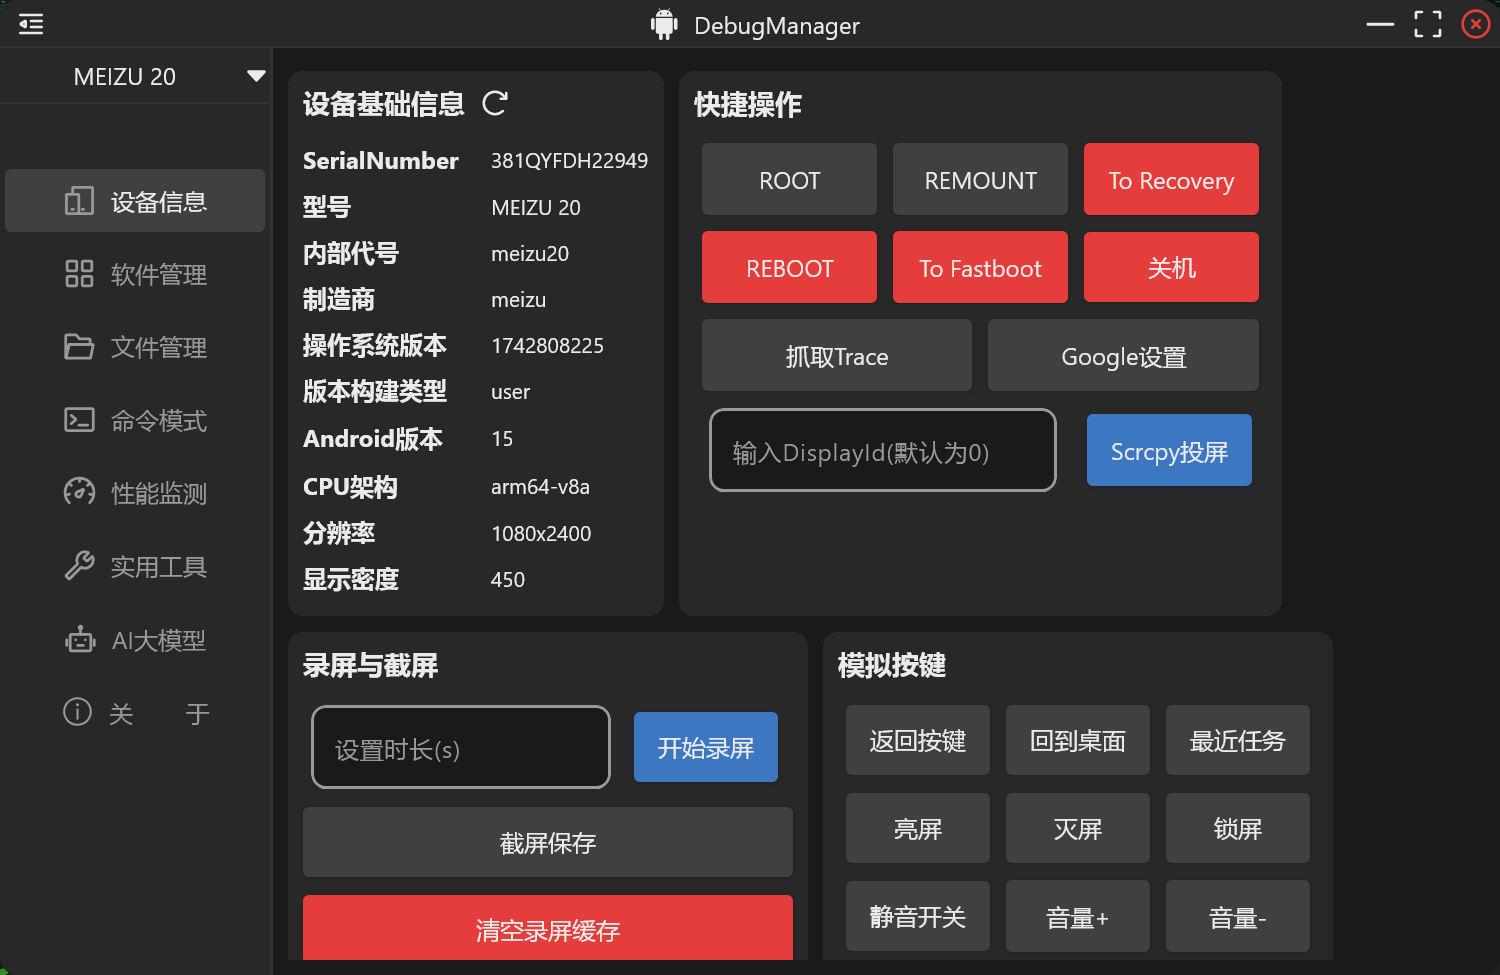 DebugManager
MEIZU 20
设备信息
软件管理
文件管理
命令模式
性能监测
实用工具
AI大模型
关 于
设备基础信息
SerialNumber 381QYFDH22949
型号 MEIZU 20
内部代号 meizu20
制造商 meizu
操作系统版本 1742808225
版本构建类型 user
Android版本 15
CPU架构 arm64-v8a
分辨率 1080x2400
显示密度 450
快捷操作
ROOT REMOUNT To Recovery
REBOOT To Fastboot 关机
抓取Trace Google设置
输入DisplayId(默认为0) Scrcpy投屏
录屏与截屏
设置时长(s) 开始录屏
截屏保存
清空录屏缓存
模拟按键
返回按键 回到桌面 最近任务
亮屏 灭屏 锁屏
静音开关 音量+ 音量-